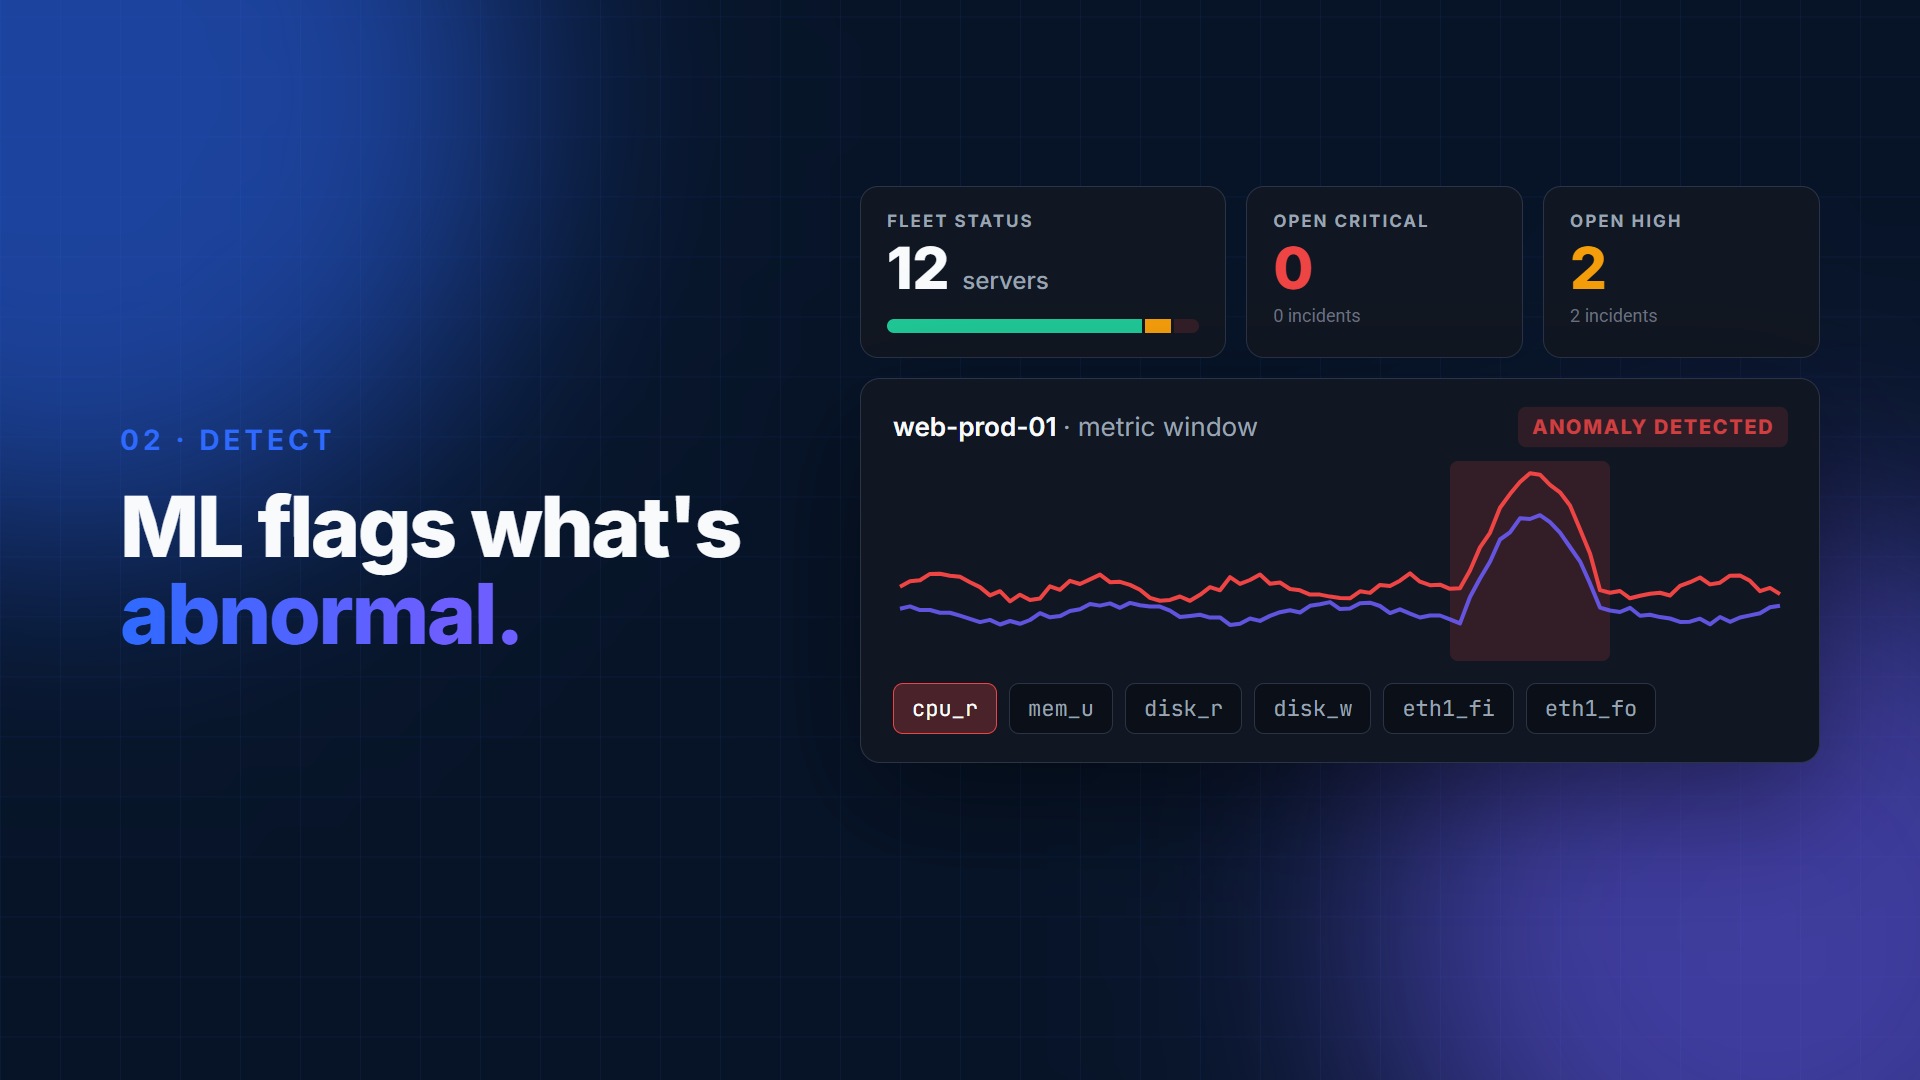 02 · DETECT
ML flags what's
abnormal.
FLEET STATUS
12 servers
OPEN CRITICAL
0
0 incidents
OPEN HIGH
2
2 incidents
web-prod-01 · metric window
ANOMALY DETECTED
cpu_r
mem_u
disk_r
disk_w
eth1_fi
eth1_fo